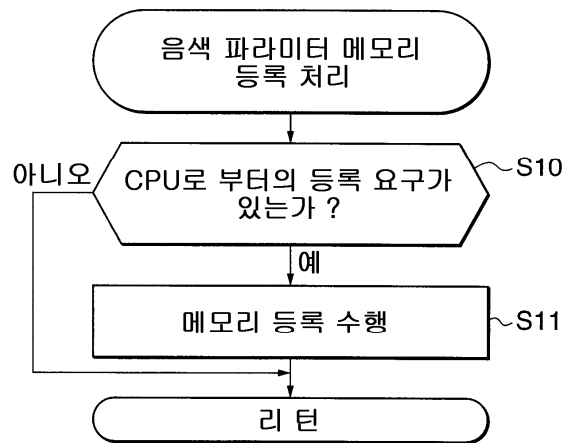 음색 파라미터 메모리
등록 처리
아니오
CPU로 부터의 등록 요구가
있는가 ?
S10
예
메모리 등록 수행
S11
리 턴